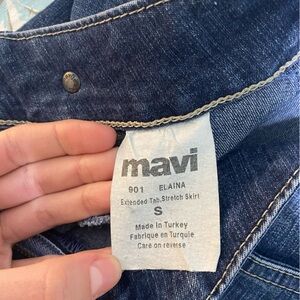 mavi
901 ELAINA
Extended Tab.Stretch Skirt
S
Made in Turkey
Fabrique en Turquie
Care on reverse